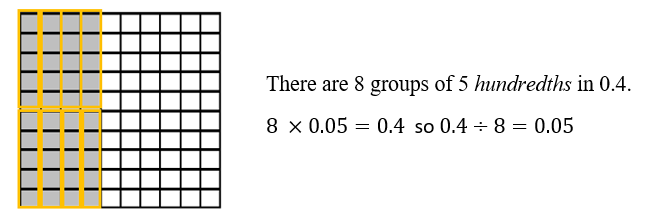 There are 8 groups of 5 hundredths in 0.4.
8 × 0.05 = 0.4 so 0.4 ÷ 8 = 0.05